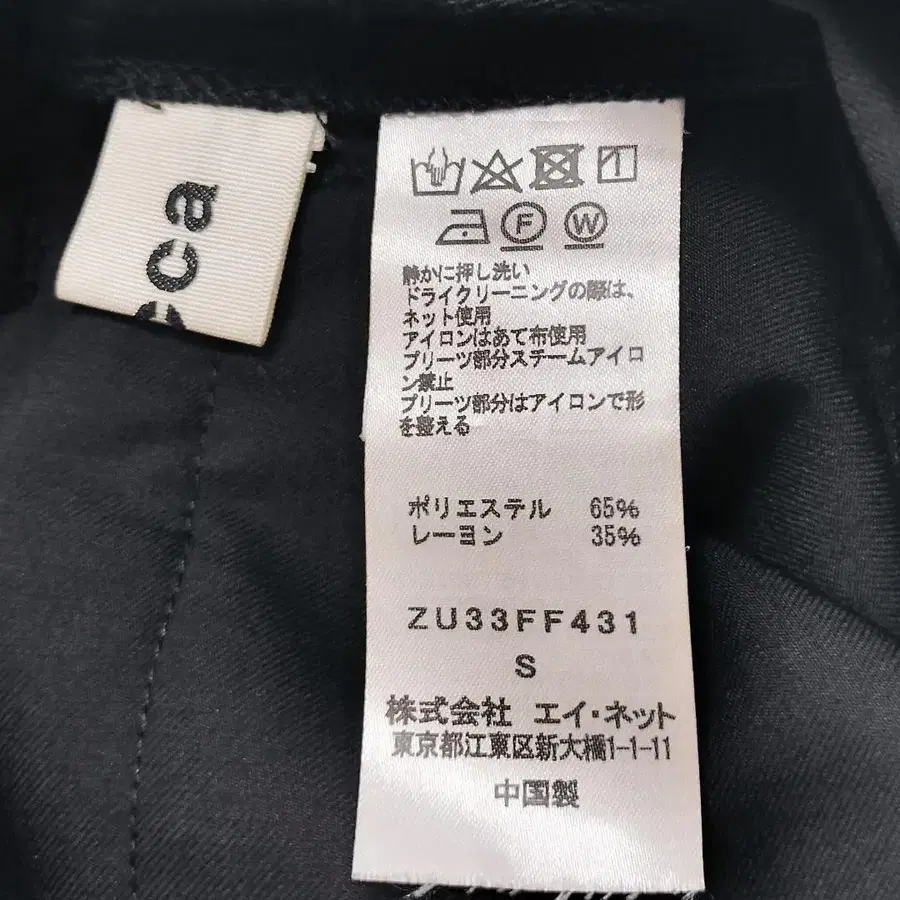 cca
F W
静かに押し洗い
ドライクリーニングの際は、
ネット使用
アイロンはあて布使用
プリーツ部分スチームアイロ
ン禁止
プリーツ部分はアイロンで形
を整える
ポリエステル 65%
レーヨン 35%
ZU33FF431
S
株式会社 エイ・ネット
東京都江東区新大橋1-1-11
中国製